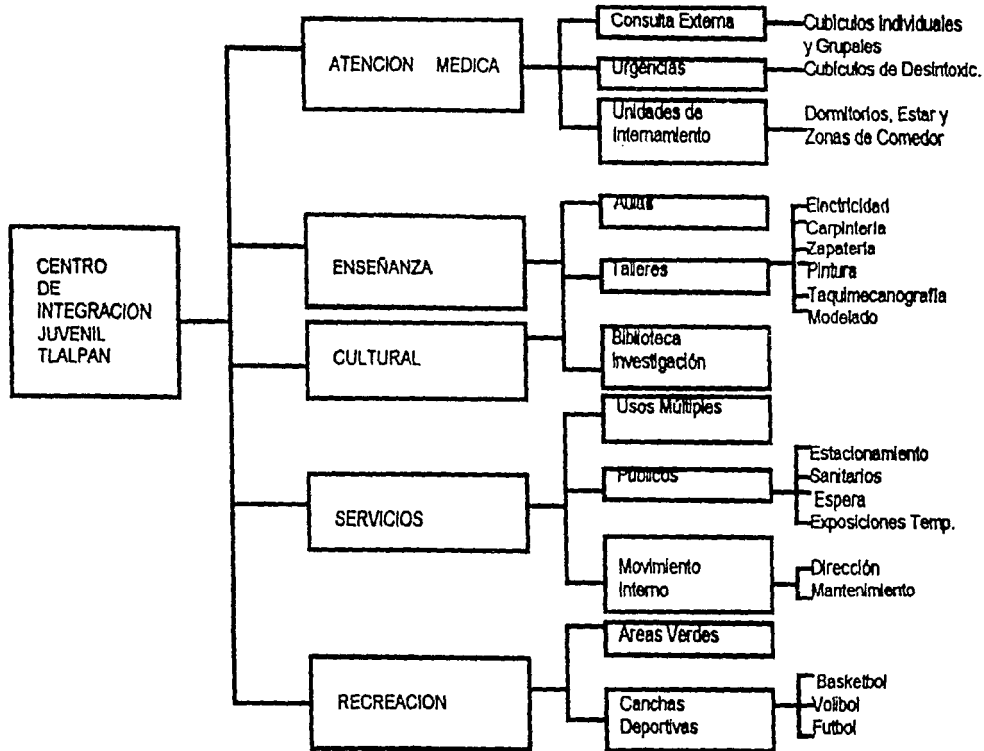 CENTRO
DE
INTEGRACION
JUVENIL
TLALPAN
ATENCION MEDICA
Consulta Externa
Cubículos Individuales
y Grupales
Urgencias
Cubículos de Desintoxic.
Unidades de
Internamiento
Dormitorios, Estar y
Zonas de Comedor
ENSEÑANZA
CULTURAL
Aulas
Talleres
Electricidad
Carpintería
Zapatería
Pintura
Taquimecanografía
Modelado
Biblioteca
Investigación
SERVICIOS
Usos Múltiples
Públicos
Estacionamiento
Sanitarios
Espera
Exposiciones Temp.
Movimiento
Interno
Dirección
Mantenimiento
RECREACION
Areas Verdes
Canchas
Deportivas
Basketbol
Volibol
Futbol